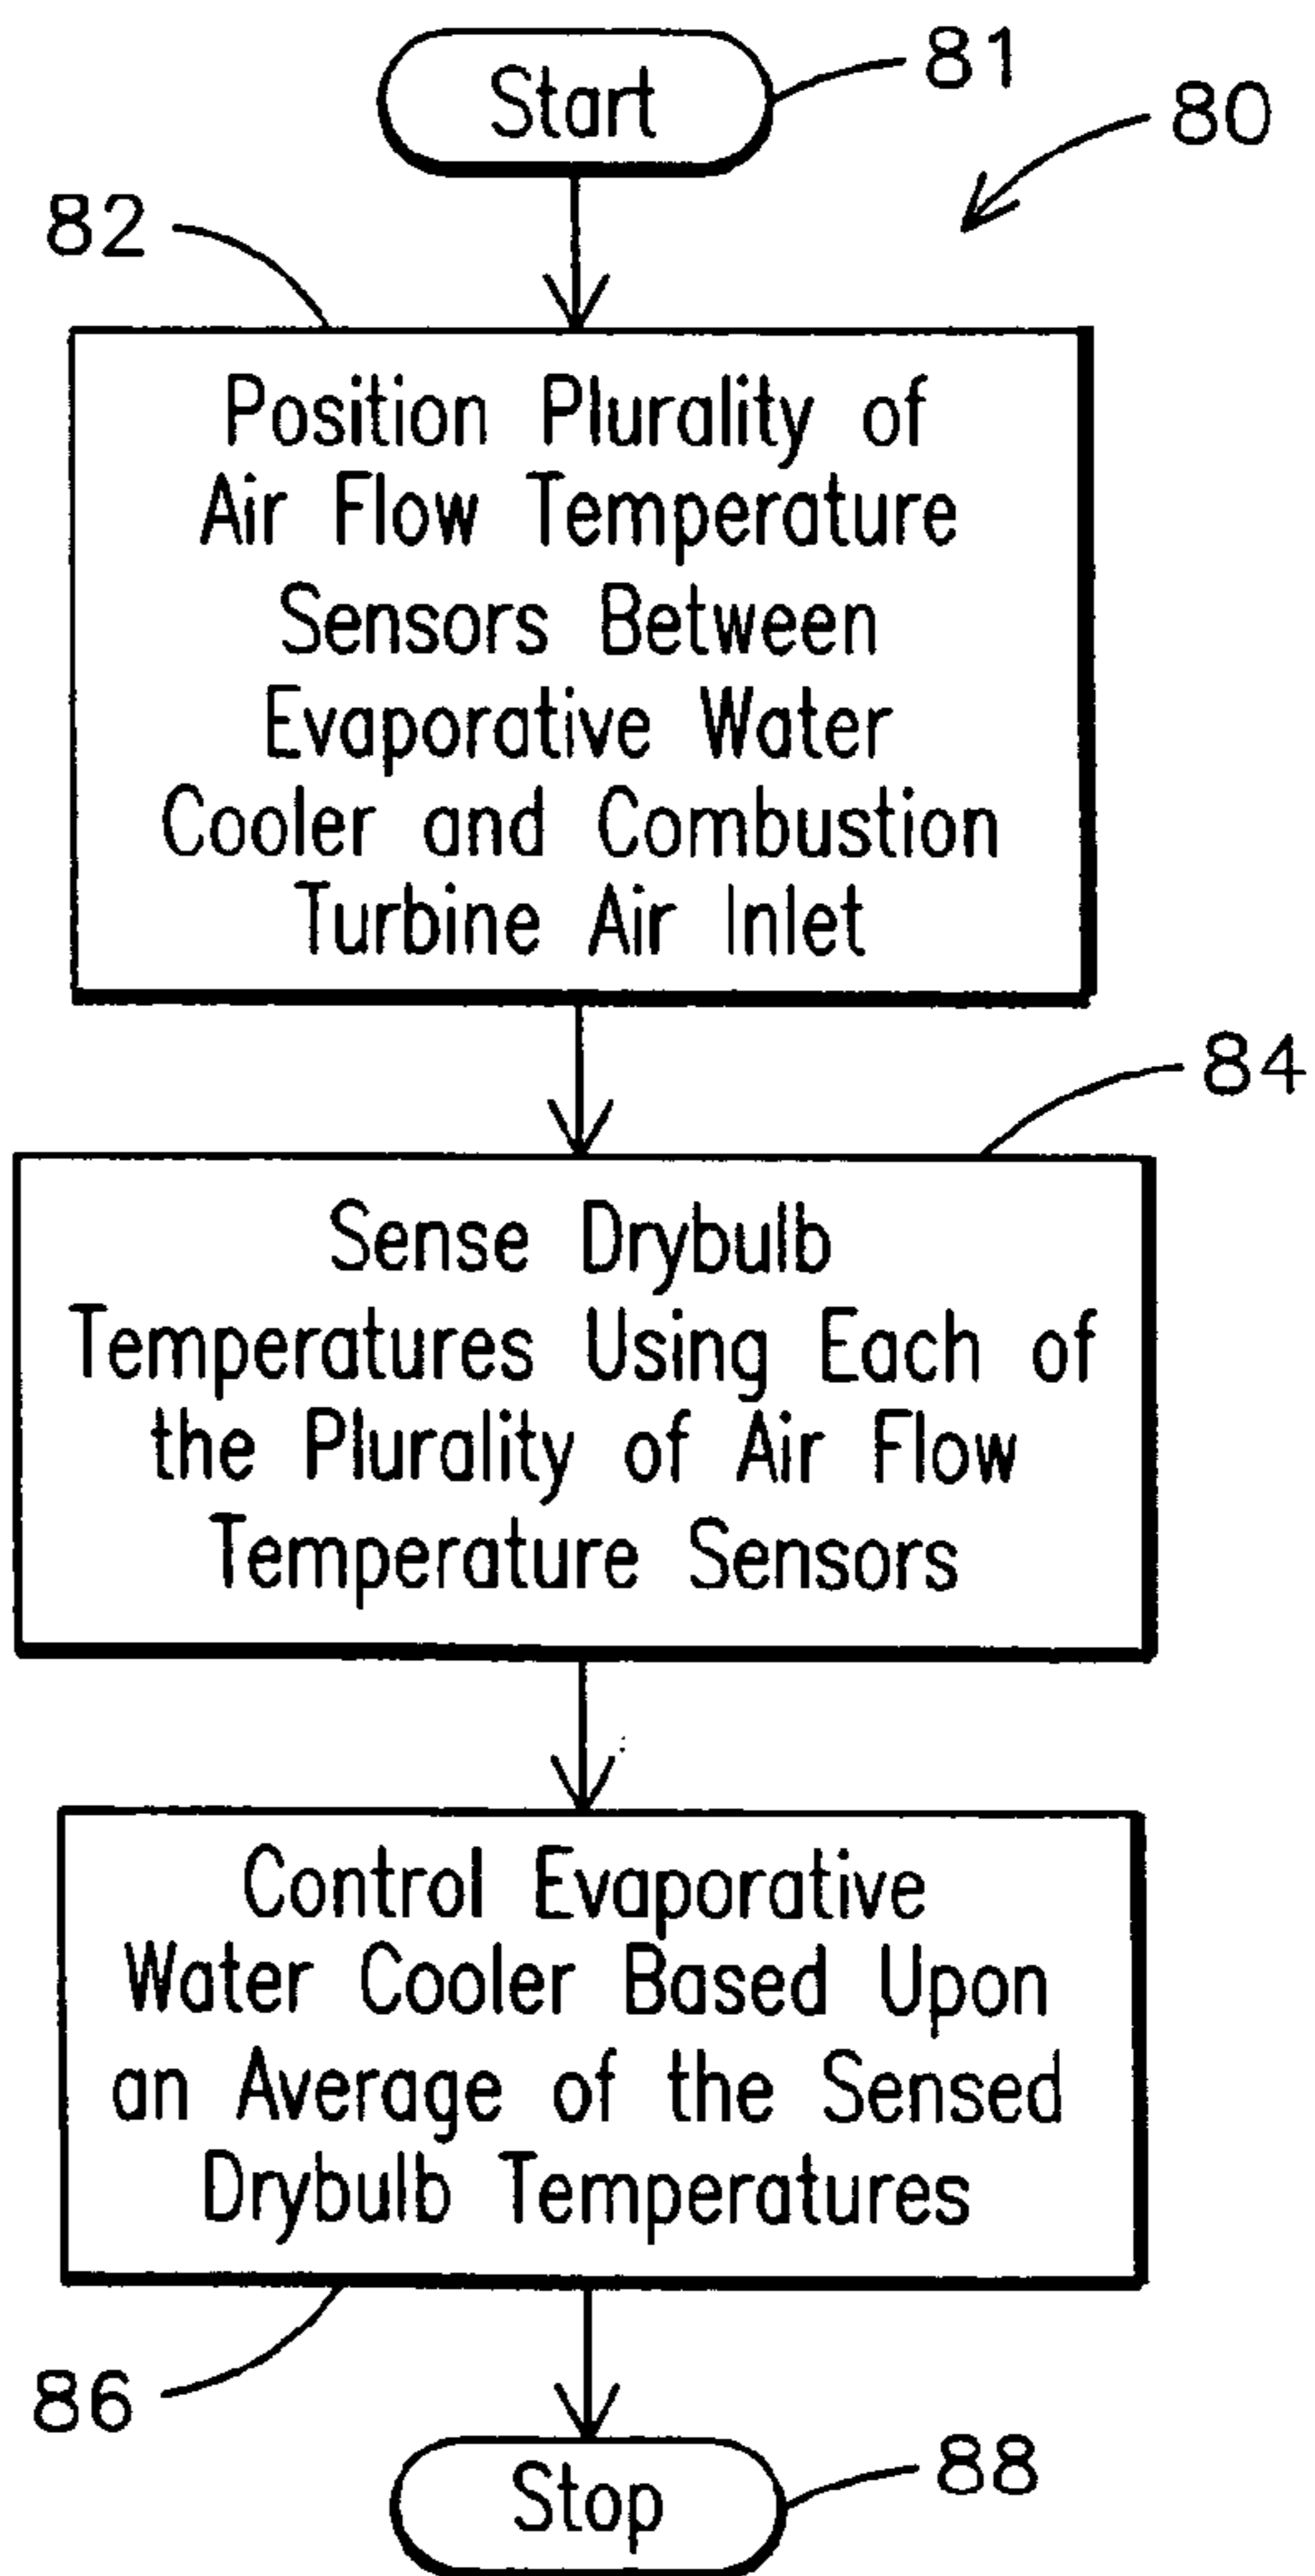 Start
81
80
82
Position Plurality of
Air Flow Temperature
Sensors Between
Evaporative Water
Cooler and Combustion
Turbine Air Inlet
84
Sense Drybulb
Temperatures Using Each of
the Plurality of Air Flow
Temperature Sensors
Control Evaporative
Water Cooler Based Upon
an Average of the Sensed
Drybulb Temperatures
86
Stop
88